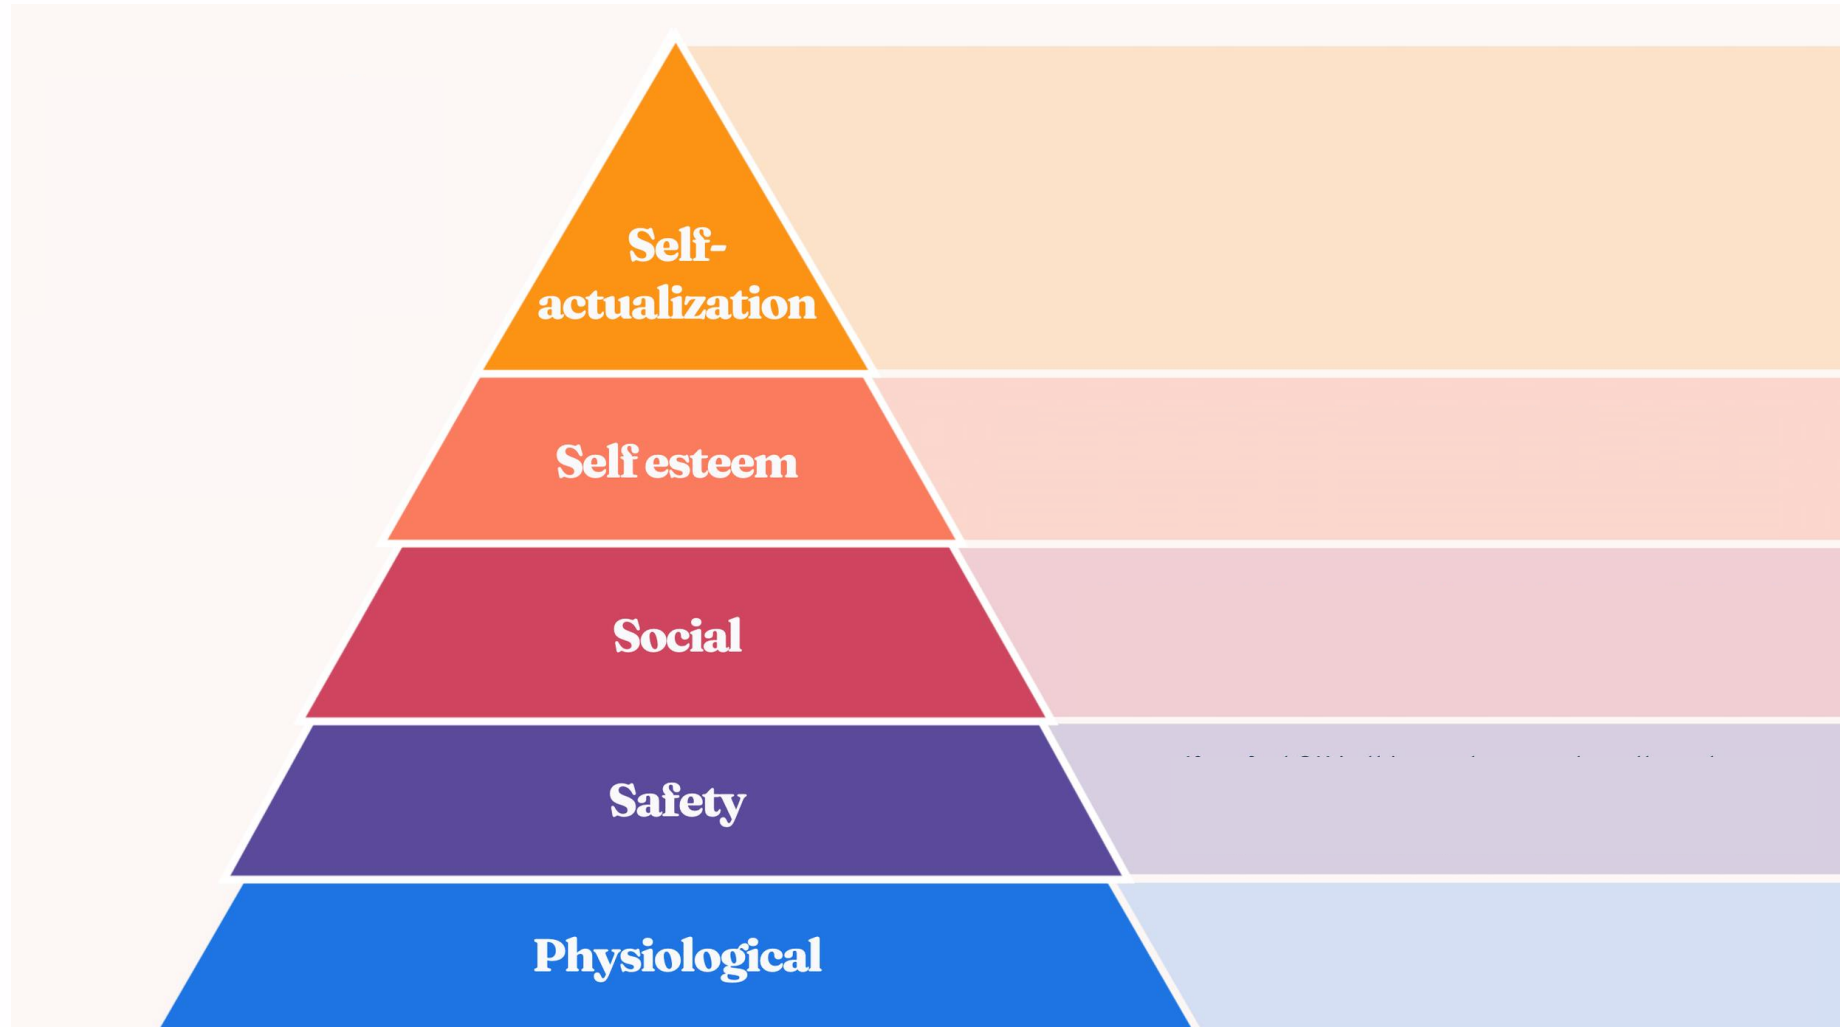 Self-
actualization
Self esteem
Social
Safety
Physiological